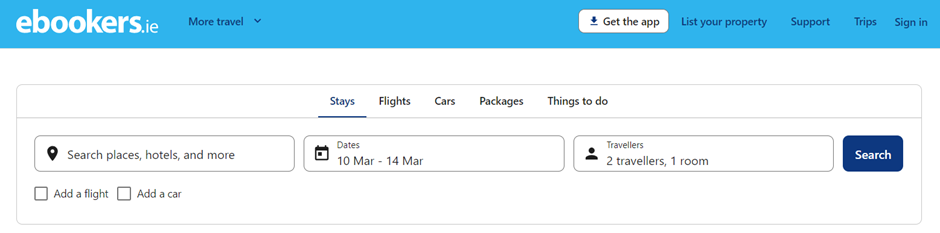 ebookers.ie More travel Get the app List your property Support Trips Sign in
Stays Flights Cars Packages Things to do
Search places, hotels, and more
Dates
10 Mar - 14 Mar
Travellers
2 travellers, 1 room
Search
Add a flight Add a car